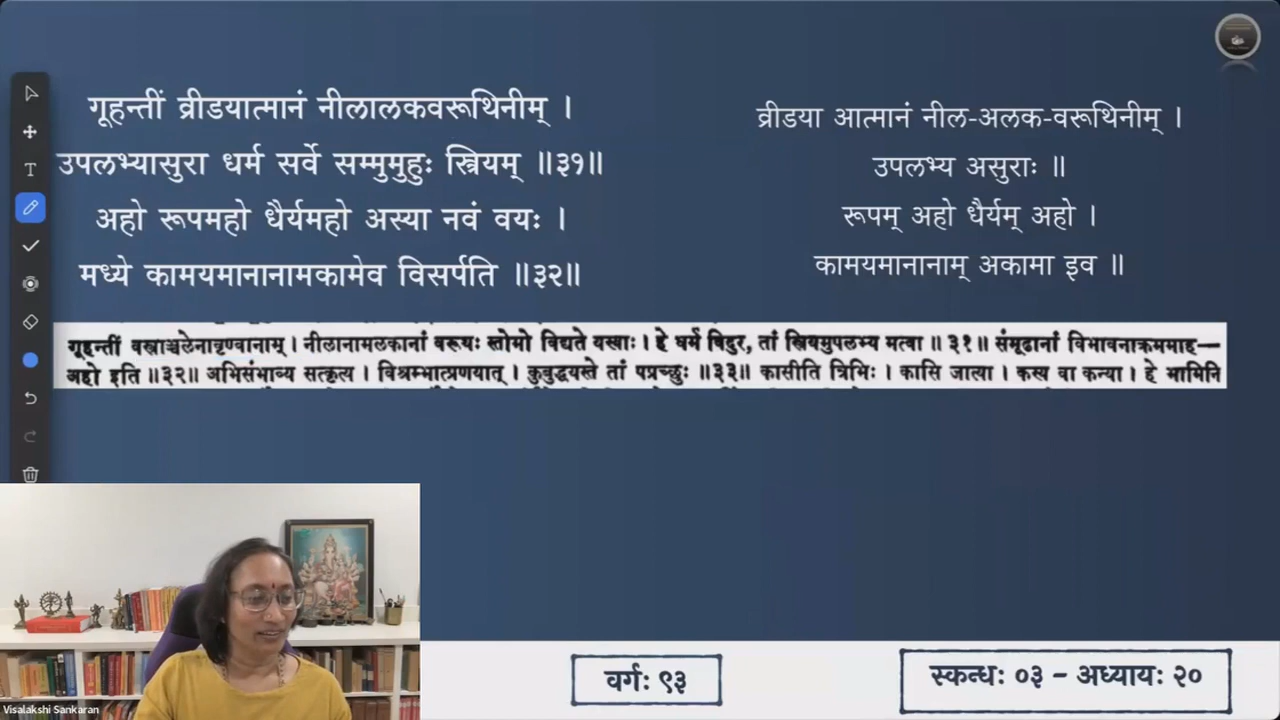 गूहन्तीं व्रीडयात्मानं नीलालकवरूथिनीम् ।
उपलभ्यासुरा धर्म सर्वे सम्मुमुहुः स्त्रियम् ॥३१॥
अहो रूपमहो धैर्यमहो अस्या नवं वयः ।
मध्ये कामयमानानामकामेव विसर्पति ॥३२॥
व्रीडया आत्मानं नील-अलक-वरूथिनीम् ।
उपलभ्य असुराः ॥
रूपम् अहो धैर्यम् अहो ।
कामयमानानाम् अकामा इव ॥
गूहन्तीं वस्त्राञ्चलेनावृण्वानाम् । नीलानामलकानां वरूथः स्तोमो विद्यते यस्याः । हे धर्म विदुर, तां स्त्रियमुपलभ्य मत्वा ॥ ३१ ॥ संमूढानां विभावनाक्रममाह—
अहो इति ॥३२॥ अभिसंभाव्य सत्कृत्य । विश्रम्भात्प्रणयात् । कुबुद्धयस्ते तां पप्रच्छुः ॥३३॥ कासीति त्रिभिः । कासि जात्या । कस्य वा कन्या । हे भामिनि
Visalakshi Sankaran
वर्गः ९३
स्कन्धः ०३ - अध्यायः २०